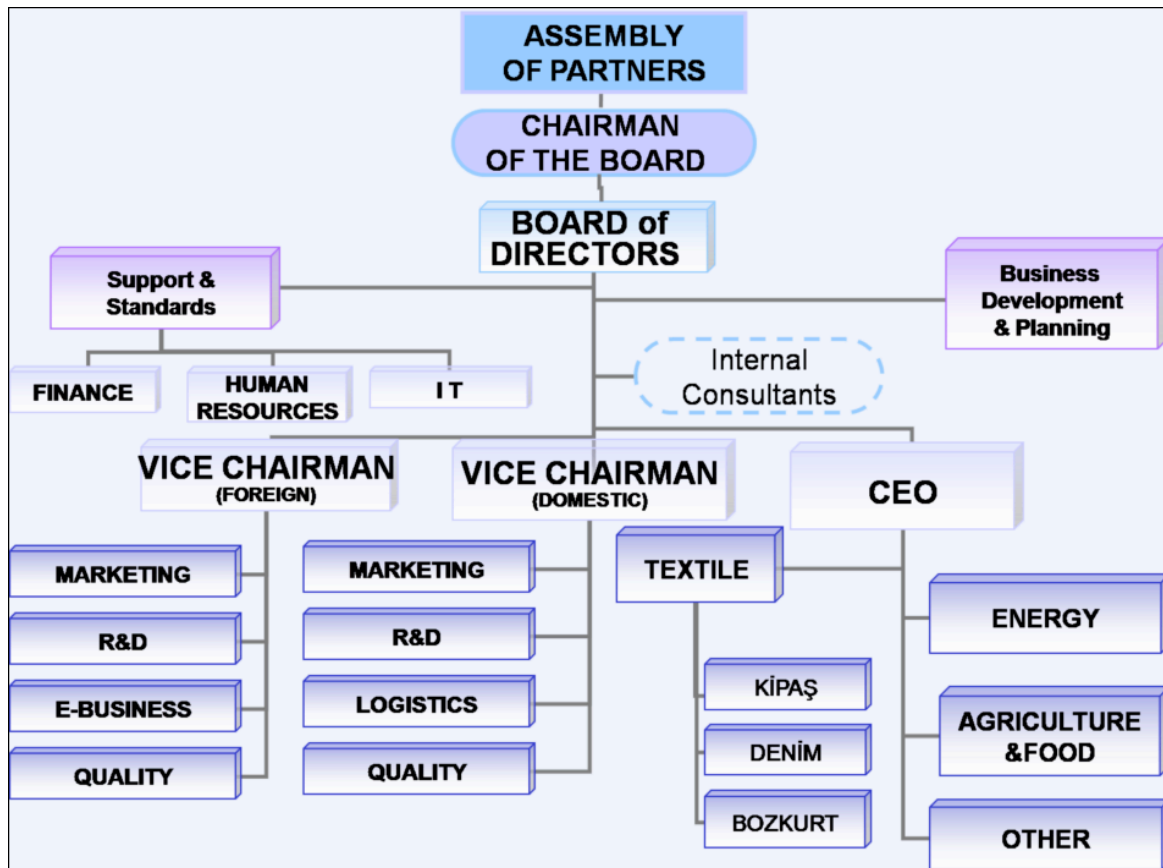 ASSEMBLY
OF PARTNERS
CHAIRMAN
OF THE BOARD
BOARD of
DIRECTORS
Support &
Standards
Business
Development
& Planning
Internal
Consultants
FINANCE
HUMAN
RESOURCES
I T
VICE CHAIRMAN
(FOREIGN)
VICE CHAIRMAN
(DOMESTIC)
CEO
MARKETING
R&D
E-BUSINESS
QUALITY
MARKETING
R&D
LOGISTICS
QUALITY
TEXTILE
KİPAŞ
DENİM
BOZKURT
ENERGY
AGRICULTURE
&FOOD
OTHER